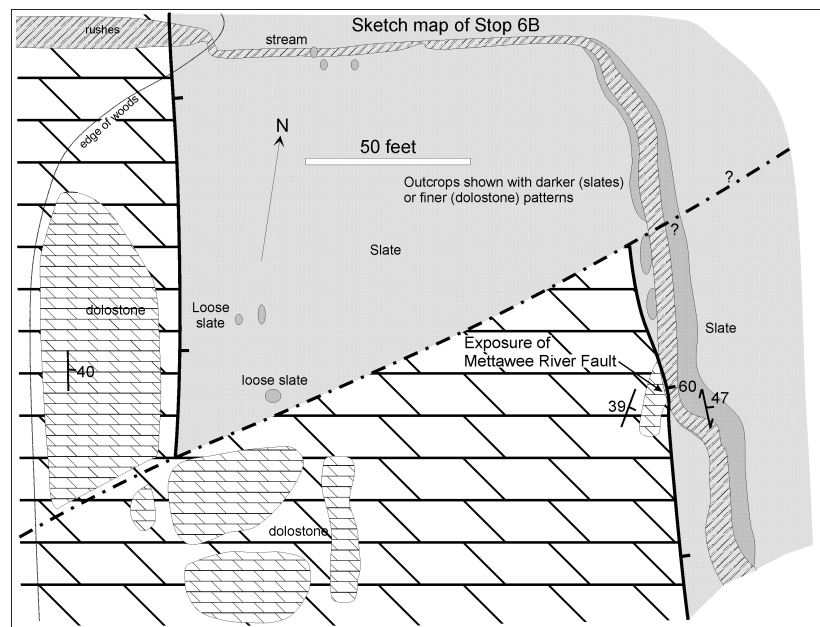 Sketch map of Stop 6B
rushes
stream
edge of woods
N
50 feet
Outcrops shown with darker (slates)
or finer (dolostone) patterns
?
?
Slate
dolostone
Loose
slate
Slate
Exposure of
Mettawee River Fault
40
loose slate
60
47
39
dolostone